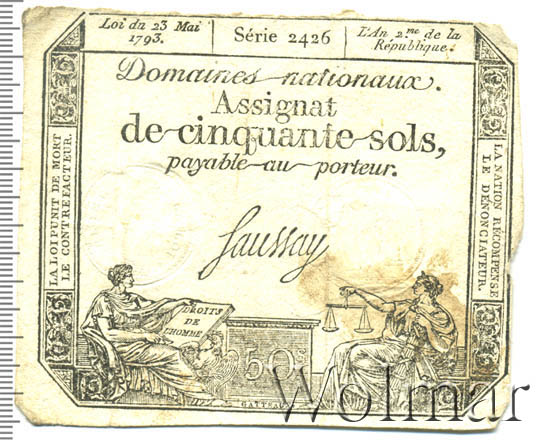 Loi du 23 Mai
1793.
Série 2426
L'An 2.me de la
République.
Domaines nationaux.
Assignat
de cinquante sols,
payable au porteur.
LA LOI PUNIT DE MORT
LE CONTREFACTEUR.
LA NATION RÉCOMPENSE
LE DÉNONCIATEUR.
Saussay
DROITS
DE
L'HOMME
50s
Wolmar